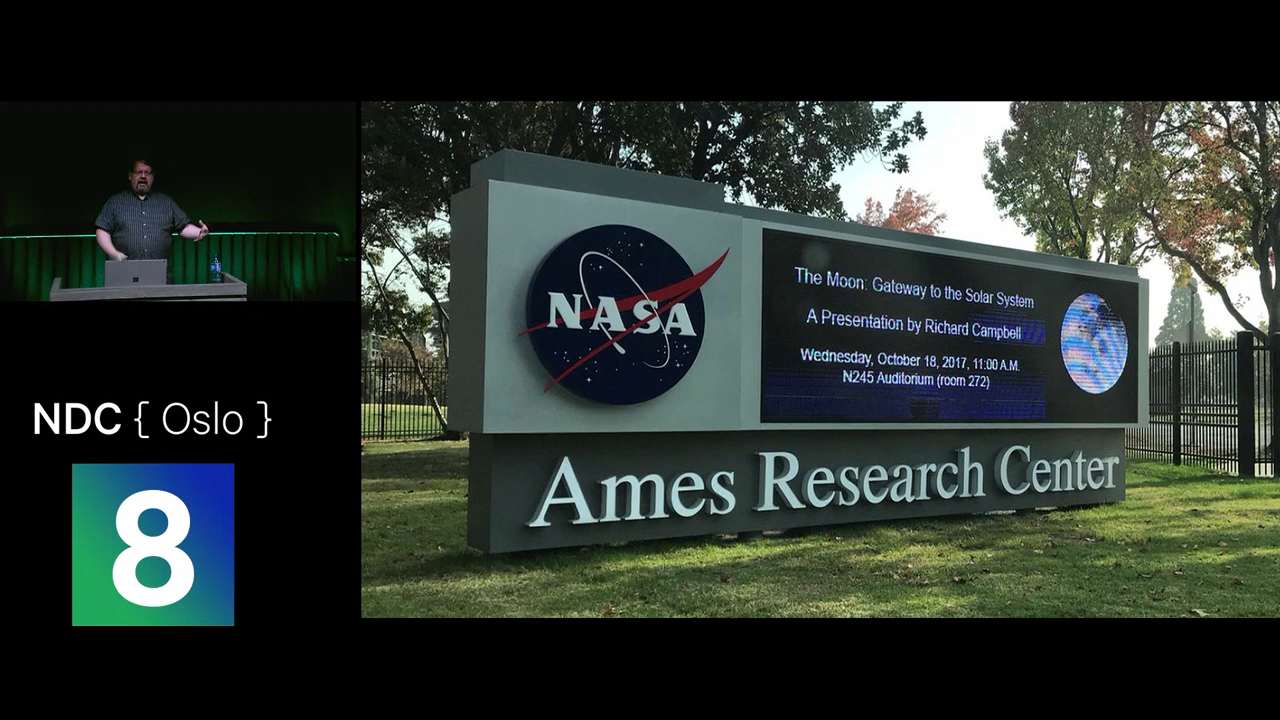 NDC { Oslo }
8
NASA
The Moon: Gateway to the Solar System
A Presentation by Richard Campbell
Wednesday, October 18, 2017, 11:00 A.M.
N245 Auditorium (room 272)
Ames Research Center